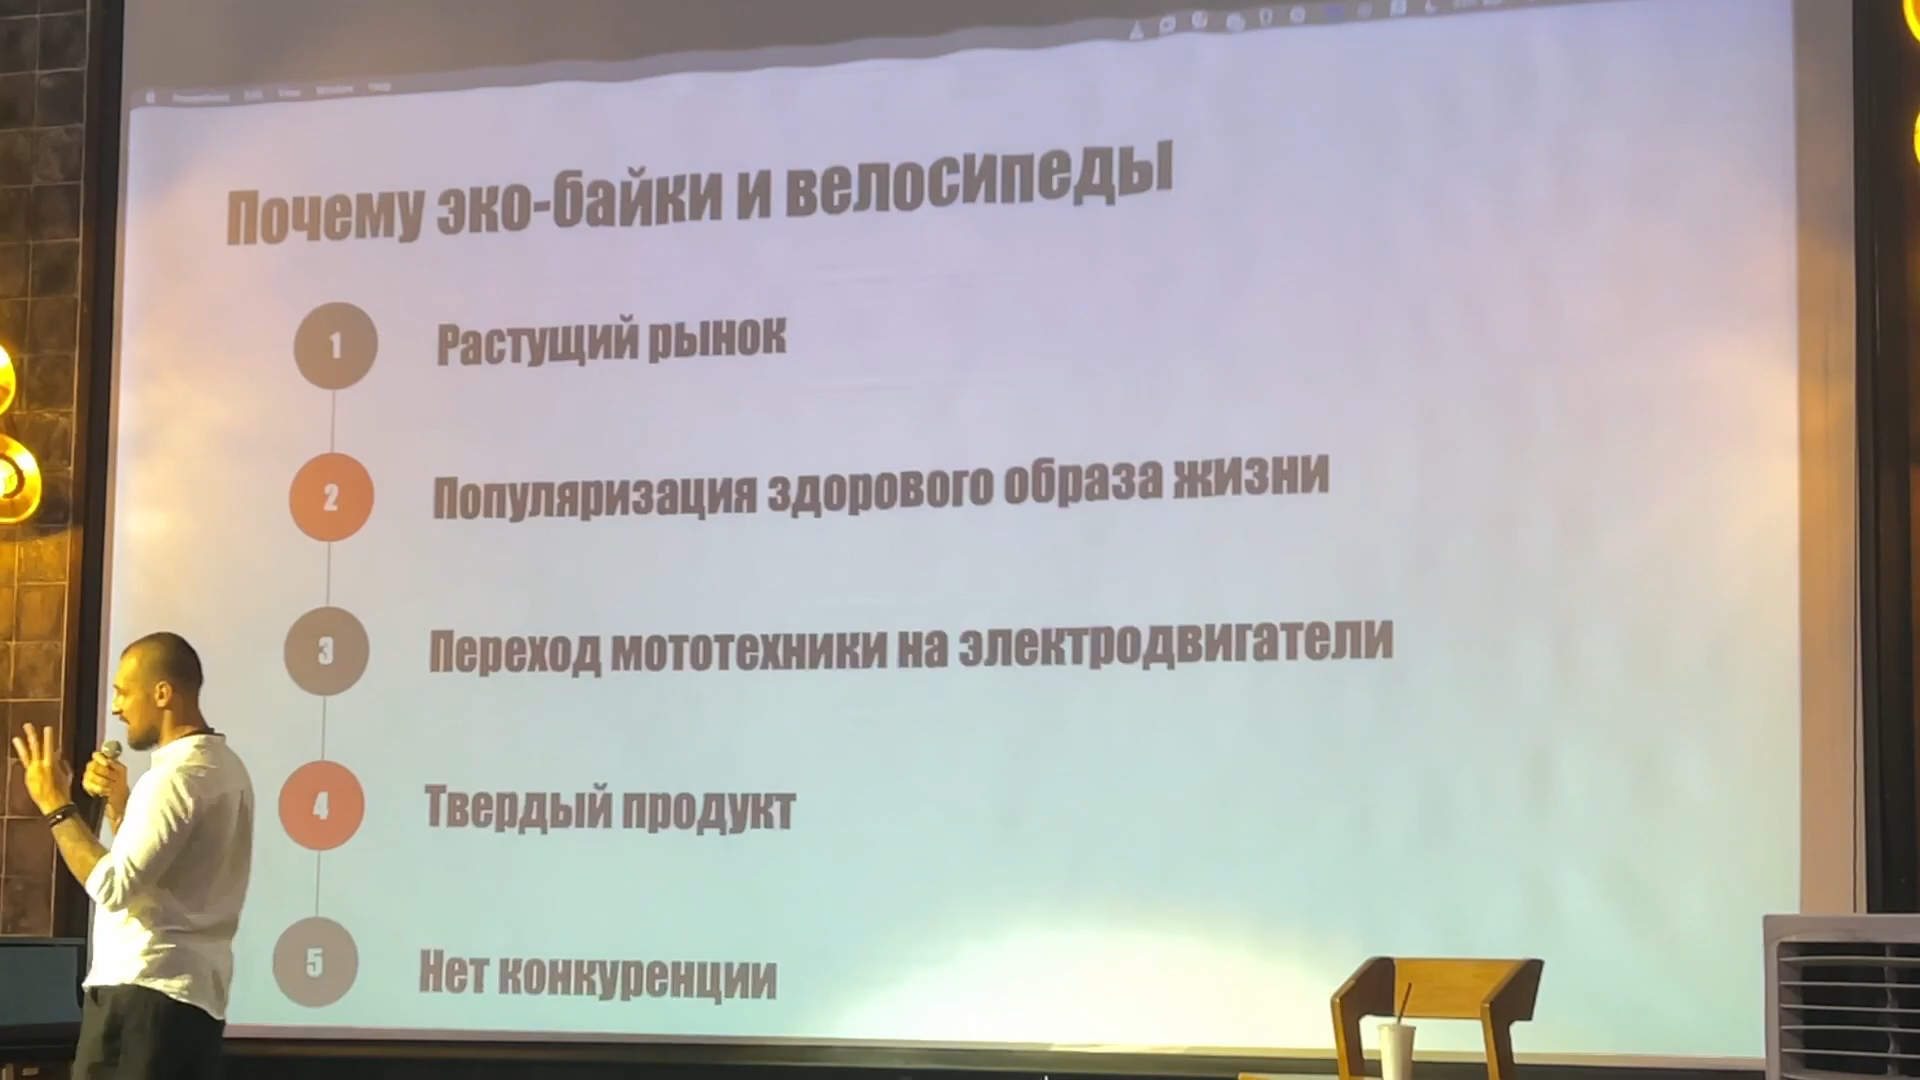 Почему эко-байки и велосипеды
1 Растущий рынок
2 Популяризация здорового образа жизни
3 Переход мототехники на электродвигатели
4 Твердый продукт
5 Нет конкуренции